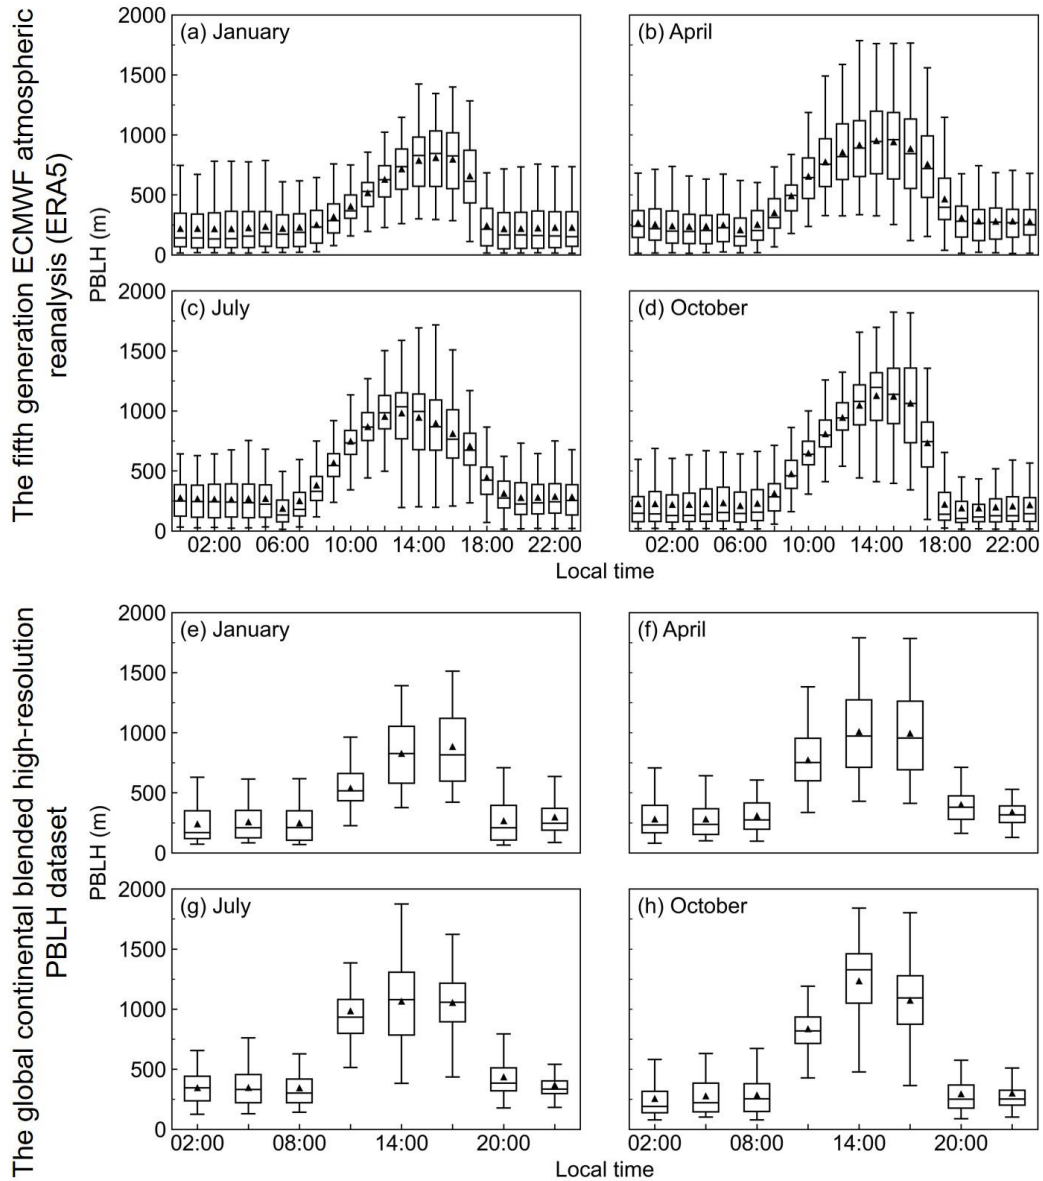 The fifth generation ECMWF atmospheric
reanalysis (ERA5)
PBLH (m)
2000
1500
1000
500
0
(a) January
(b) April
2000
1500
1000
500
0
(c) July
(d) October
02:00 06:00 10:00 14:00 18:00 22:00
02:00 06:00 10:00 14:00 18:00 22:00
Local time
The global continental blended high-resolution
PBLH dataset
PBLH (m)
2000
1500
1000
500
0
(e) January
(f) April
2000
1500
1000
500
0
(g) July
(h) October
02:00 08:00 14:00 20:00
02:00 08:00 14:00 20:00
Local time